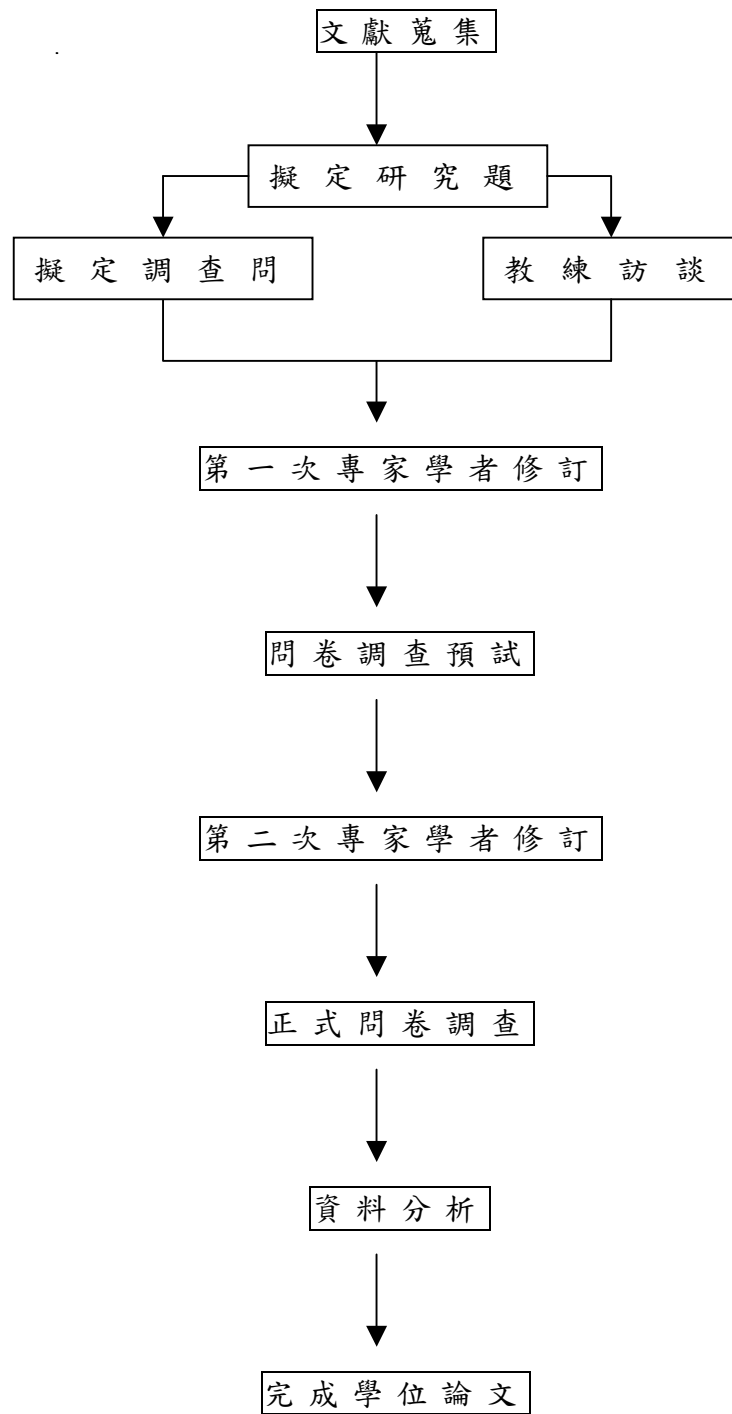 文獻蒐集
擬定研究題
擬定調查問
教練訪談
第一次專家學者修訂
問卷調查預試
第二次專家學者修訂
正式問卷調查
資料分析
完成學位論文